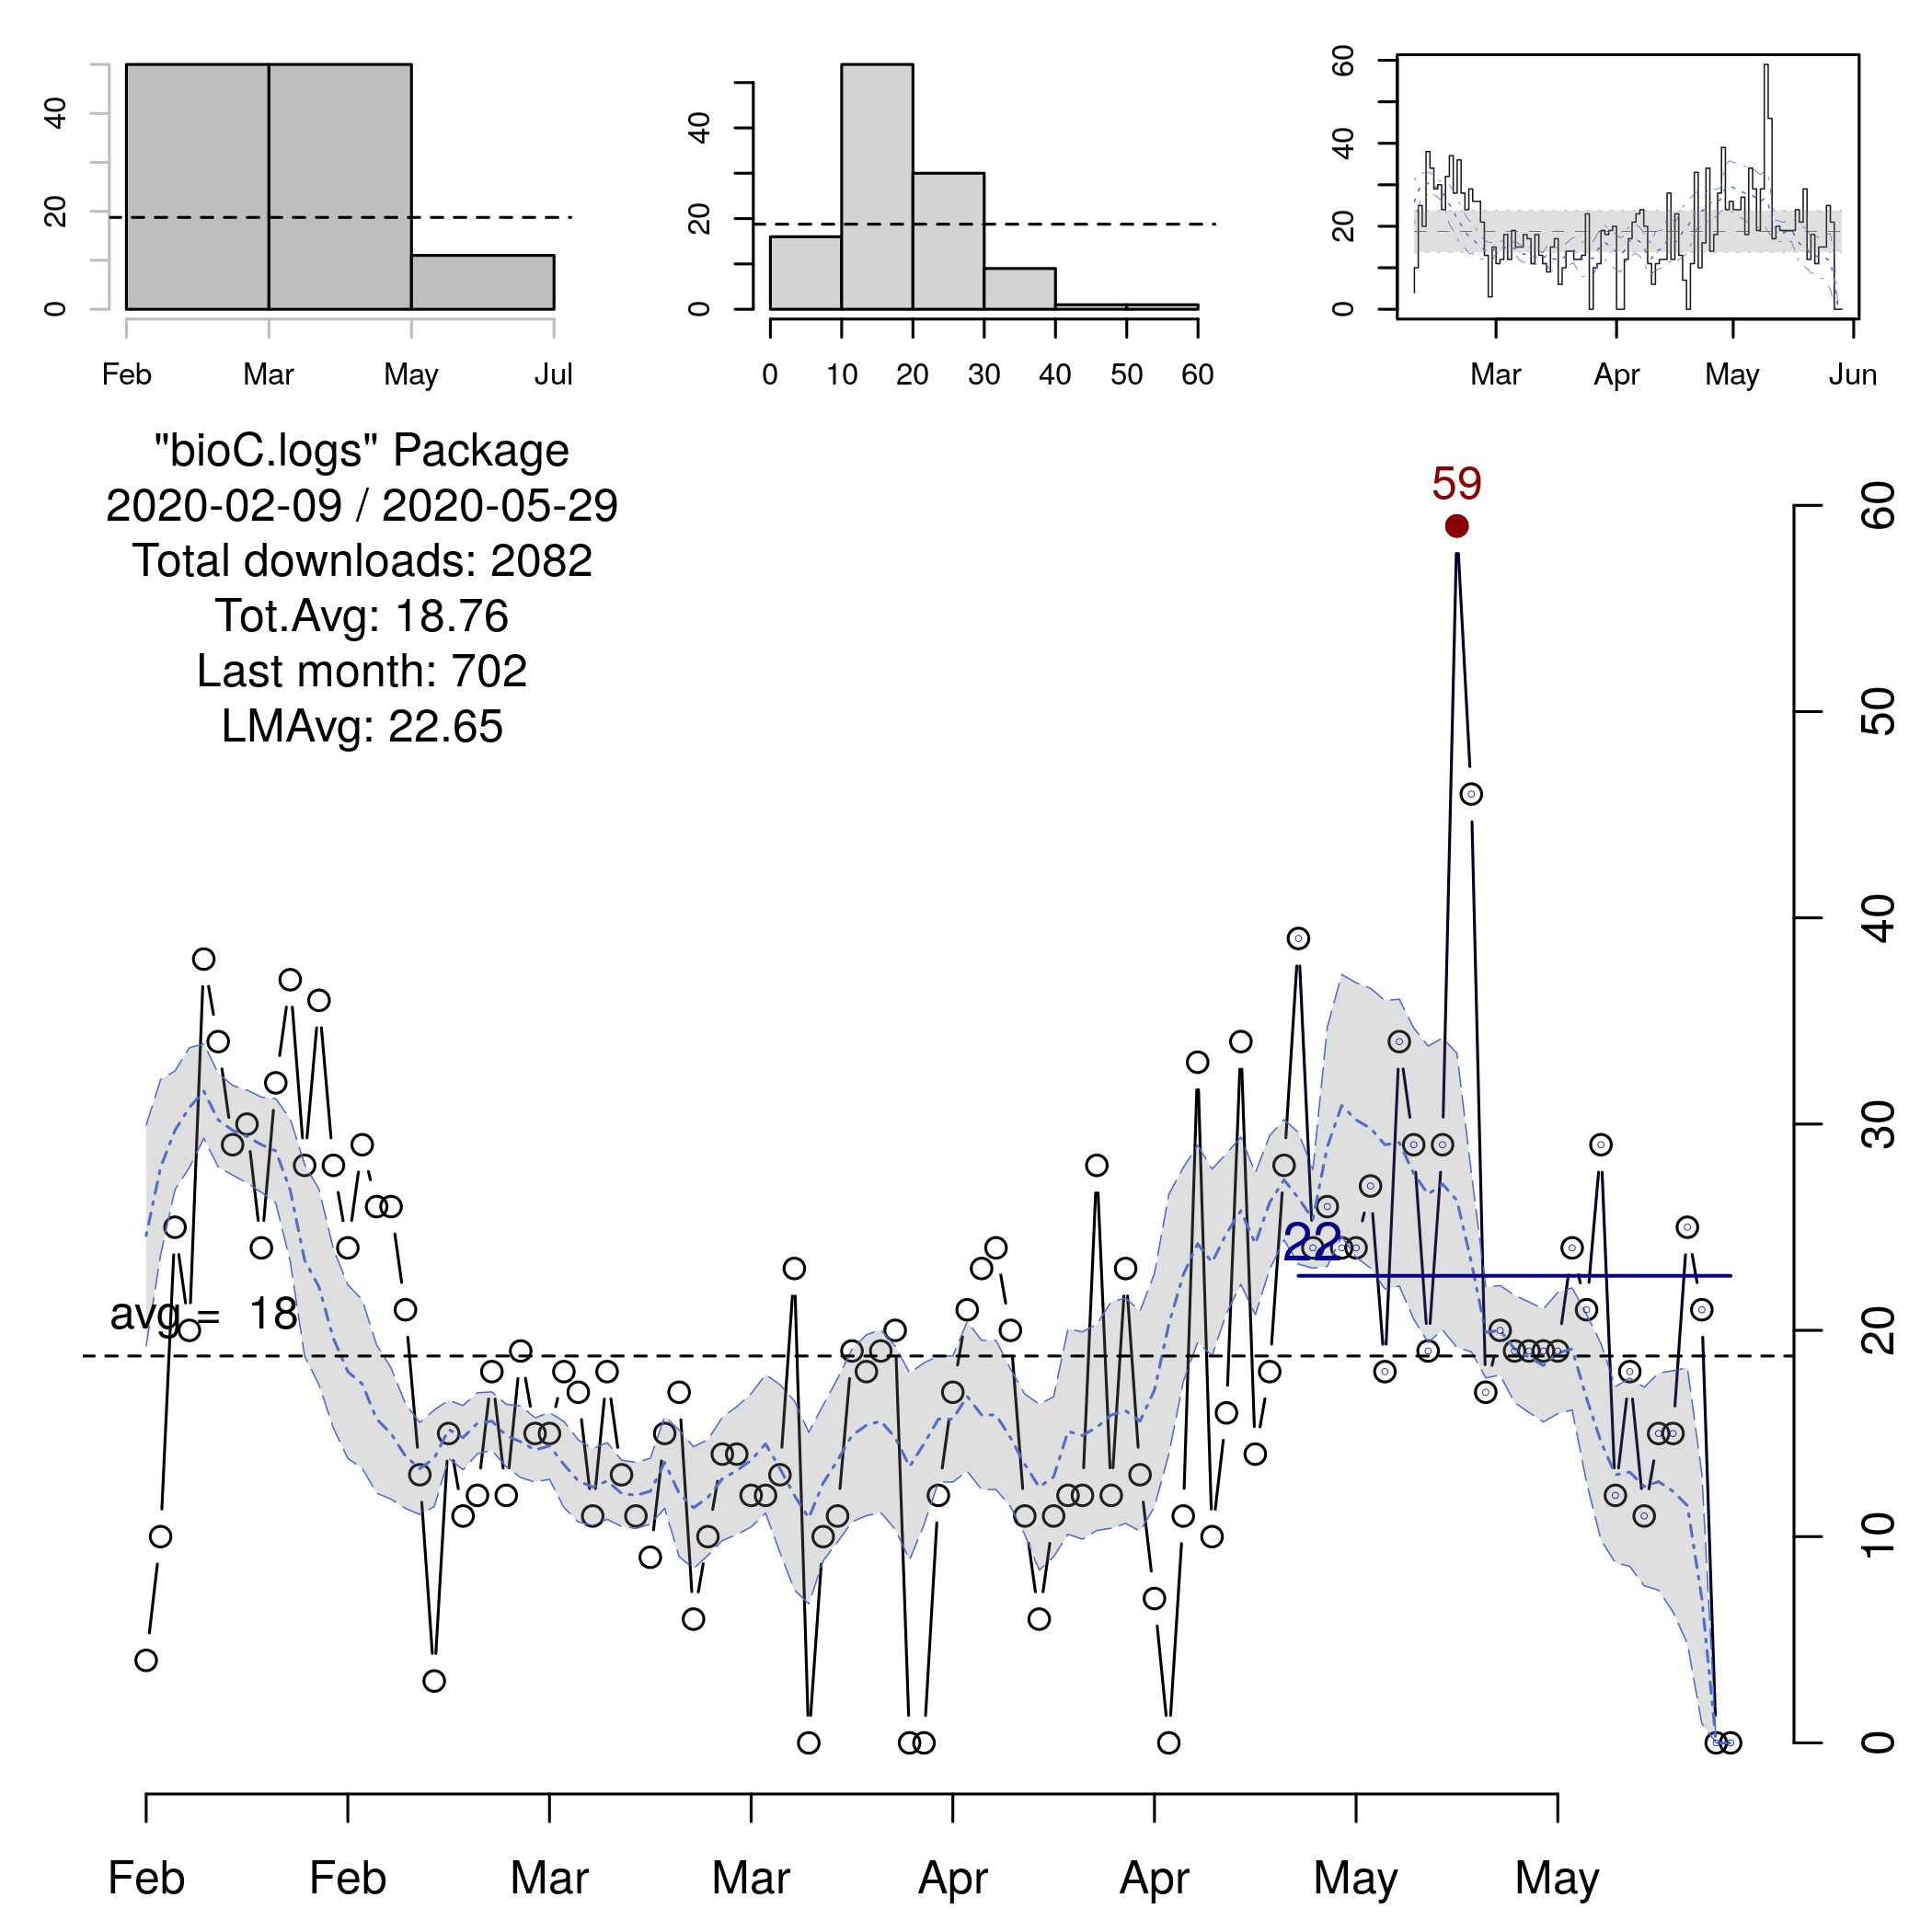 40
20
0
Feb Mar May Jul
40
20
0
0 10 20 30 40 50 60
60
40
20
0
Mar Apr May Jun
"bioC.logs" Package
2020-02-09 / 2020-05-29
Total downloads: 2082
Tot.Avg: 18.76
Last month: 702
LMAvg: 22.65
59
22
avg = 18
60
50
40
30
20
10
0
Feb Feb Mar Mar Apr Apr May May